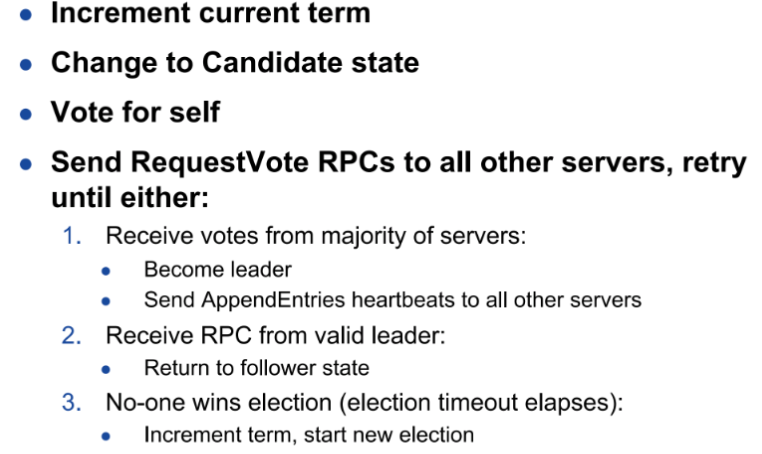 • Increment current term
• Change to Candidate state
• Vote for self
• Send RequestVote RPCs to all other servers, retry
until either:
1. Receive votes from majority of servers:
• Become leader
• Send AppendEntries heartbeats to all other servers
2. Receive RPC from valid leader:
• Return to follower state
3. No-one wins election (election timeout elapses):
• Increment term, start new election